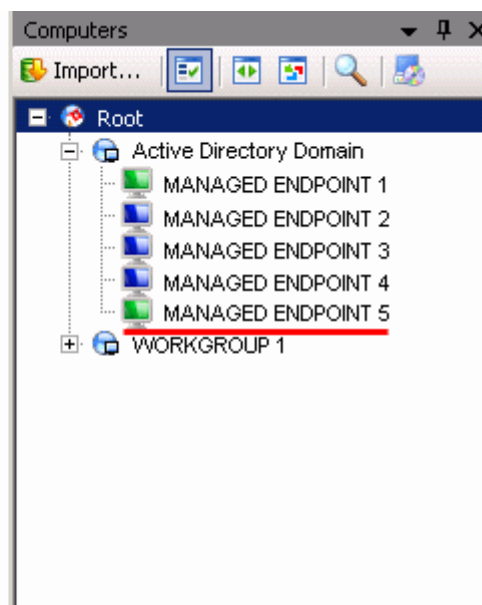 Computers
Import...
Root
Active Directory Domain
MANAGED ENDPOINT 1
MANAGED ENDPOINT 2
MANAGED ENDPOINT 3
MANAGED ENDPOINT 4
MANAGED ENDPOINT 5
WORKGROUP 1